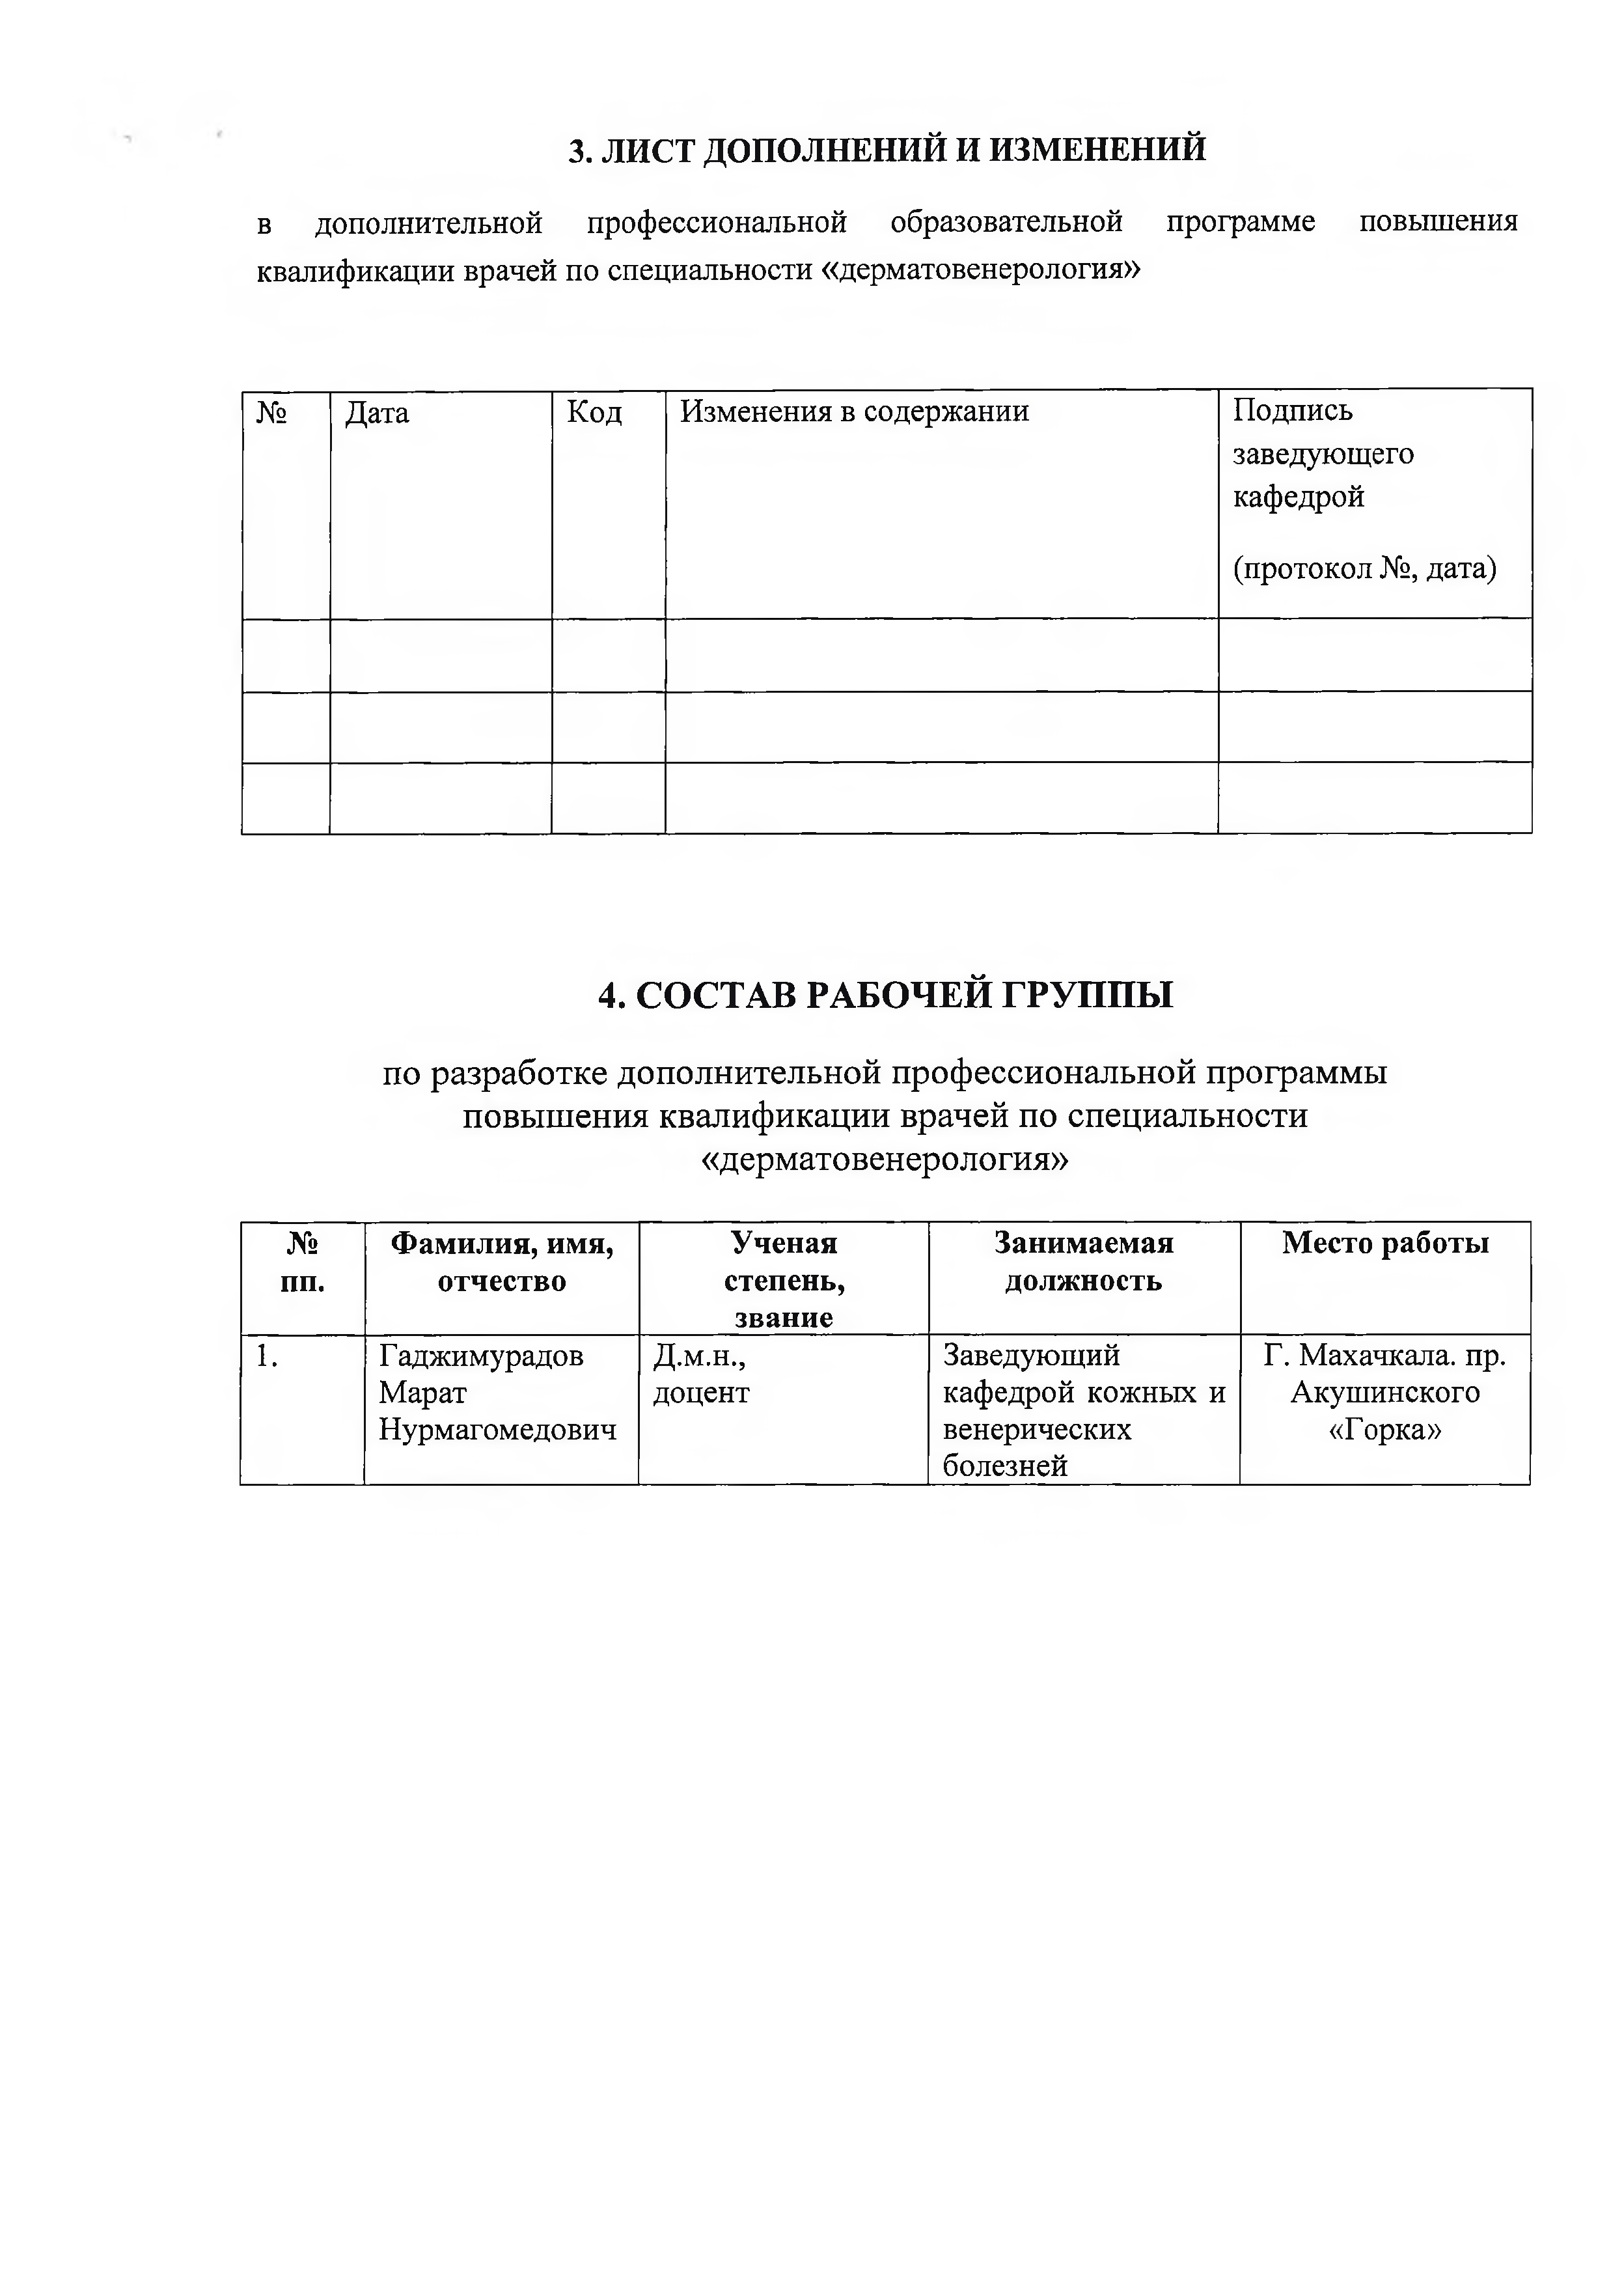 3. ЛИСТ ДОПОЛНЕНИЙ И ИЗМЕНЕНИЙ
в дополнительной профессиональной образовательной программе повышения
квалификации врачей по специальности «дерматовенерология»
№ Дата Код Изменения в содержании Подпись
заведующего
кафедрой
(протокол №, дата)
4. СОСТАВ РАБОЧЕЙ ГРУППЫ
по разработке дополнительной профессиональной программы
повышения квалификации врачей по специальности
«дерматовенерология»
№ Фамилия, имя, Ученая Занимаемая Место работы
пп. отчество степень, должность
звание
1. Гаджимурадов Д.м.н., Заведующий Г. Махачкала. пр.
Марат доцент кафедрой кожных и Акушинского
Нурмагомедович венерических «Горка»
болезней